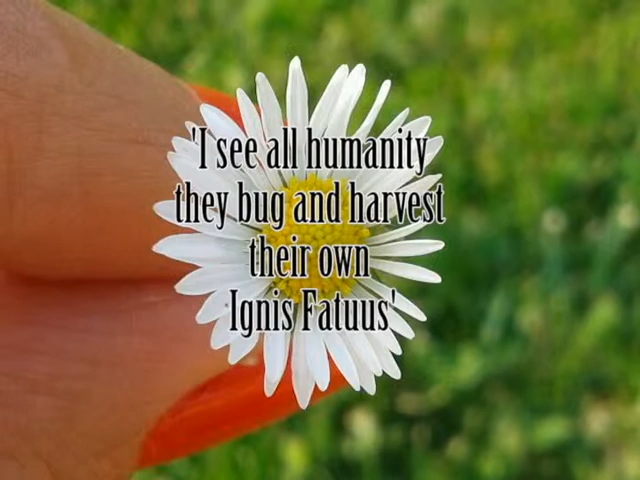 'I see all humanity
they bug and harvest
their own
Ignis Fatuus'